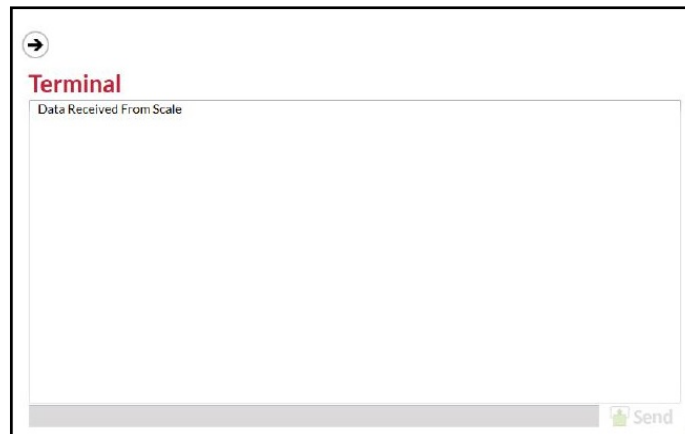 Terminal
Data Received From Scale
Send